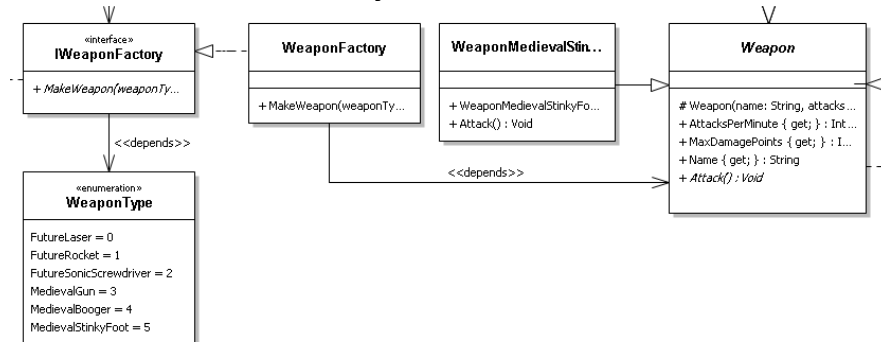 «interface»
IWeaponFactory
+ MakeWeapon(weaponTy...
<<depends>>
«enumeration»
WeaponType
FutureLaser = 0
FutureRocket = 1
FutureSonicScrewdriver = 2
MedievalGun = 3
MedievalBooger = 4
MedievalStinkyFoot = 5
WeaponFactory
+ MakeWeapon(weaponTy...
WeaponMedievalStin...
+ WeaponMedievalStinkyFo...
+ Attack() : Void
<<depends>>
Weapon
# Weapon(name: String, attacks ...
+ AttacksPerMinute { get; } : Int...
+ MaxDamagePoints { get; } : I...
+ Name { get; } : String
+ Attack() : Void